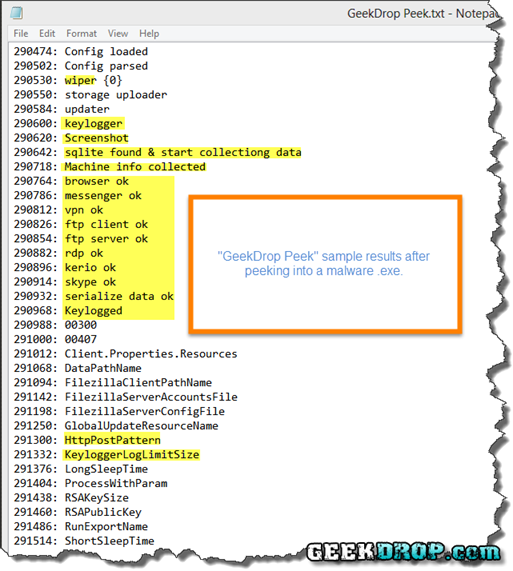 GeekDrop Peek.txt - Notepa
File Edit Format View Help
290474: Config loaded
290502: Config parsed
290530: wiper {0}
290550: storage uploader
290584: updater
290600: keylogger
290620: Screenshot
290642: sqlite found & start collectiong data
290718: Machine info collected
290764: browser ok
290786: messenger ok
290812: vpn ok
290826: ftp client ok
290854: ftp server ok
290882: rdp ok
290896: kerio ok
290914: skype ok
290932: serialize data ok
290968: Keylogged
290988: 00300
291000: 00407
291012: Client.Properties.Resources
291068: DataPathName
291094: FilezillaClientPathName
291142: FilezillaServerAccountsFile
291198: FilezillaServerConfigFile
291250: GlobalUpdateResourceName
291300: HttpPostPattern
291332: KeyloggerLogLimitSize
291376: LongSleepTime
291404: ProcessWithParam
291438: RSAKeySize
291460: RSAPublicKey
291486: RunExportName
291514: ShortSleepTime
"GeekDrop Peek" sample results after
peeking into a malware .exe.
GEEKDROP.com